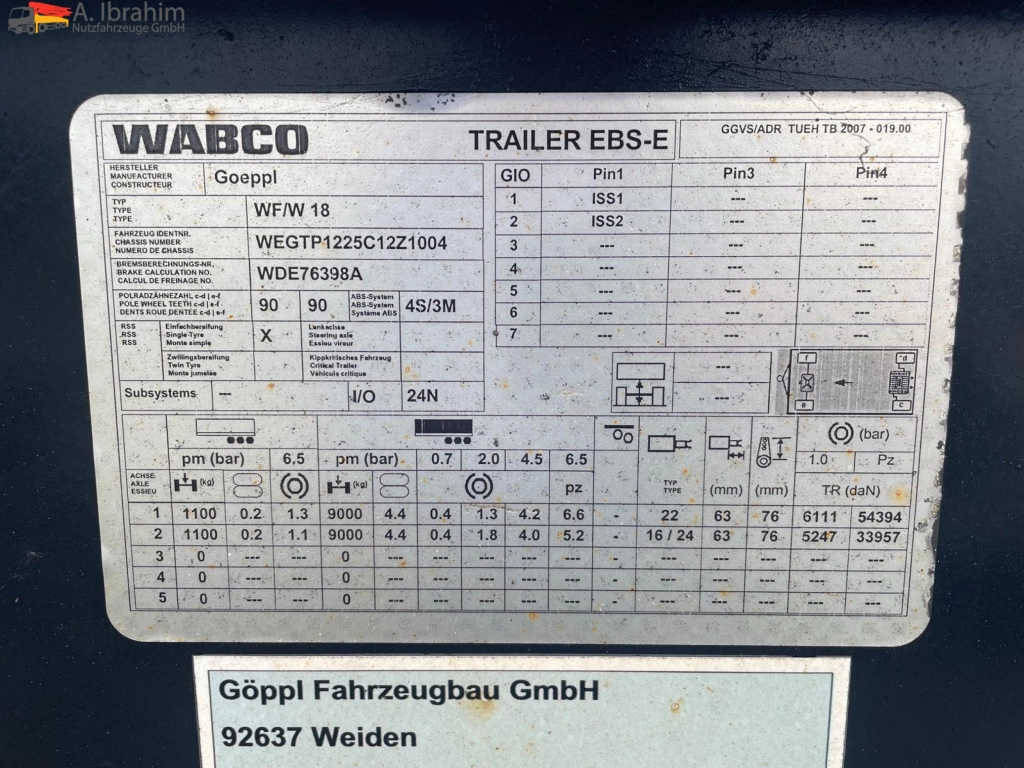 A. Ibrahim
Nutzfahrzeuge GmbH
WABCO TRAILER EBS-E GGVS/ADR TUEH TB 2007 - 019.00
HERSTELLER
MANUFACTURER
CONSTRUCTEUR
Goeppl
TYP
TYPE
TYPE
WF/W 18
FAHRZEUG IDENTNR.
CHASSIS NUMBER
NUMERO DE CHASSIS
WEGTP1225C12Z1004
BREMSBERECHNUNGS-NR.
BRAKE CALCULATION NO.
CALCUL DE FREINAGE NO.
WDE76398A
POLRADZÄHNEZAHL c-d | e-f
POLE WHEEL TEETH c-d | e-f
DENTS ROUE DENTÉE c-d | e-f
90 90
ABS-System
ABS-System
Système ABS
4S/3M
RSS
RSS
RSS
Einfachbereifung
Single-Tyre
Monte simple
X
Lenkachse
Steering axle
Essieu vireur
Zwillingsbereifung
Twin Tyre
Monte jumelée
Kippkritisches Fahrzeug
Critical Trailer
Véhicule critique
Subsystems --- I/O 24N
GIO Pin1 Pin3 Pin4
1 ISS1 --- ---
2 ISS2 --- ---
3 --- --- ---
4 --- --- ---
5 --- --- ---
6 --- --- ---
7 --- --- ---
---
---
f d
e c
pm (bar) 6.5 pm (bar) 0.7 2.0 4.5 6.5 (bar)
1.0 Pz
ACHSE
AXLE
ESSIEU
(kg) (kg) pz
TYP
TYPE
(mm) (mm) TR (daN)
1 1100 0.2 1.3 9000 4.4 0.4 1.3 4.2 6.6 - 22 63 76 6111 54394
2 1100 0.2 1.1 9000 4.4 0.4 1.8 4.0 5.2 - 16 / 24 63 76 5247 33957
3 0 --- --- 0 --- --- --- --- --- - --- --- --- --- ---
4 0 --- --- 0 --- --- --- --- --- - --- --- --- --- ---
5 0 --- --- 0 --- --- --- --- --- - --- --- --- --- ---
Göppl Fahrzeugbau GmbH
92637 Weiden